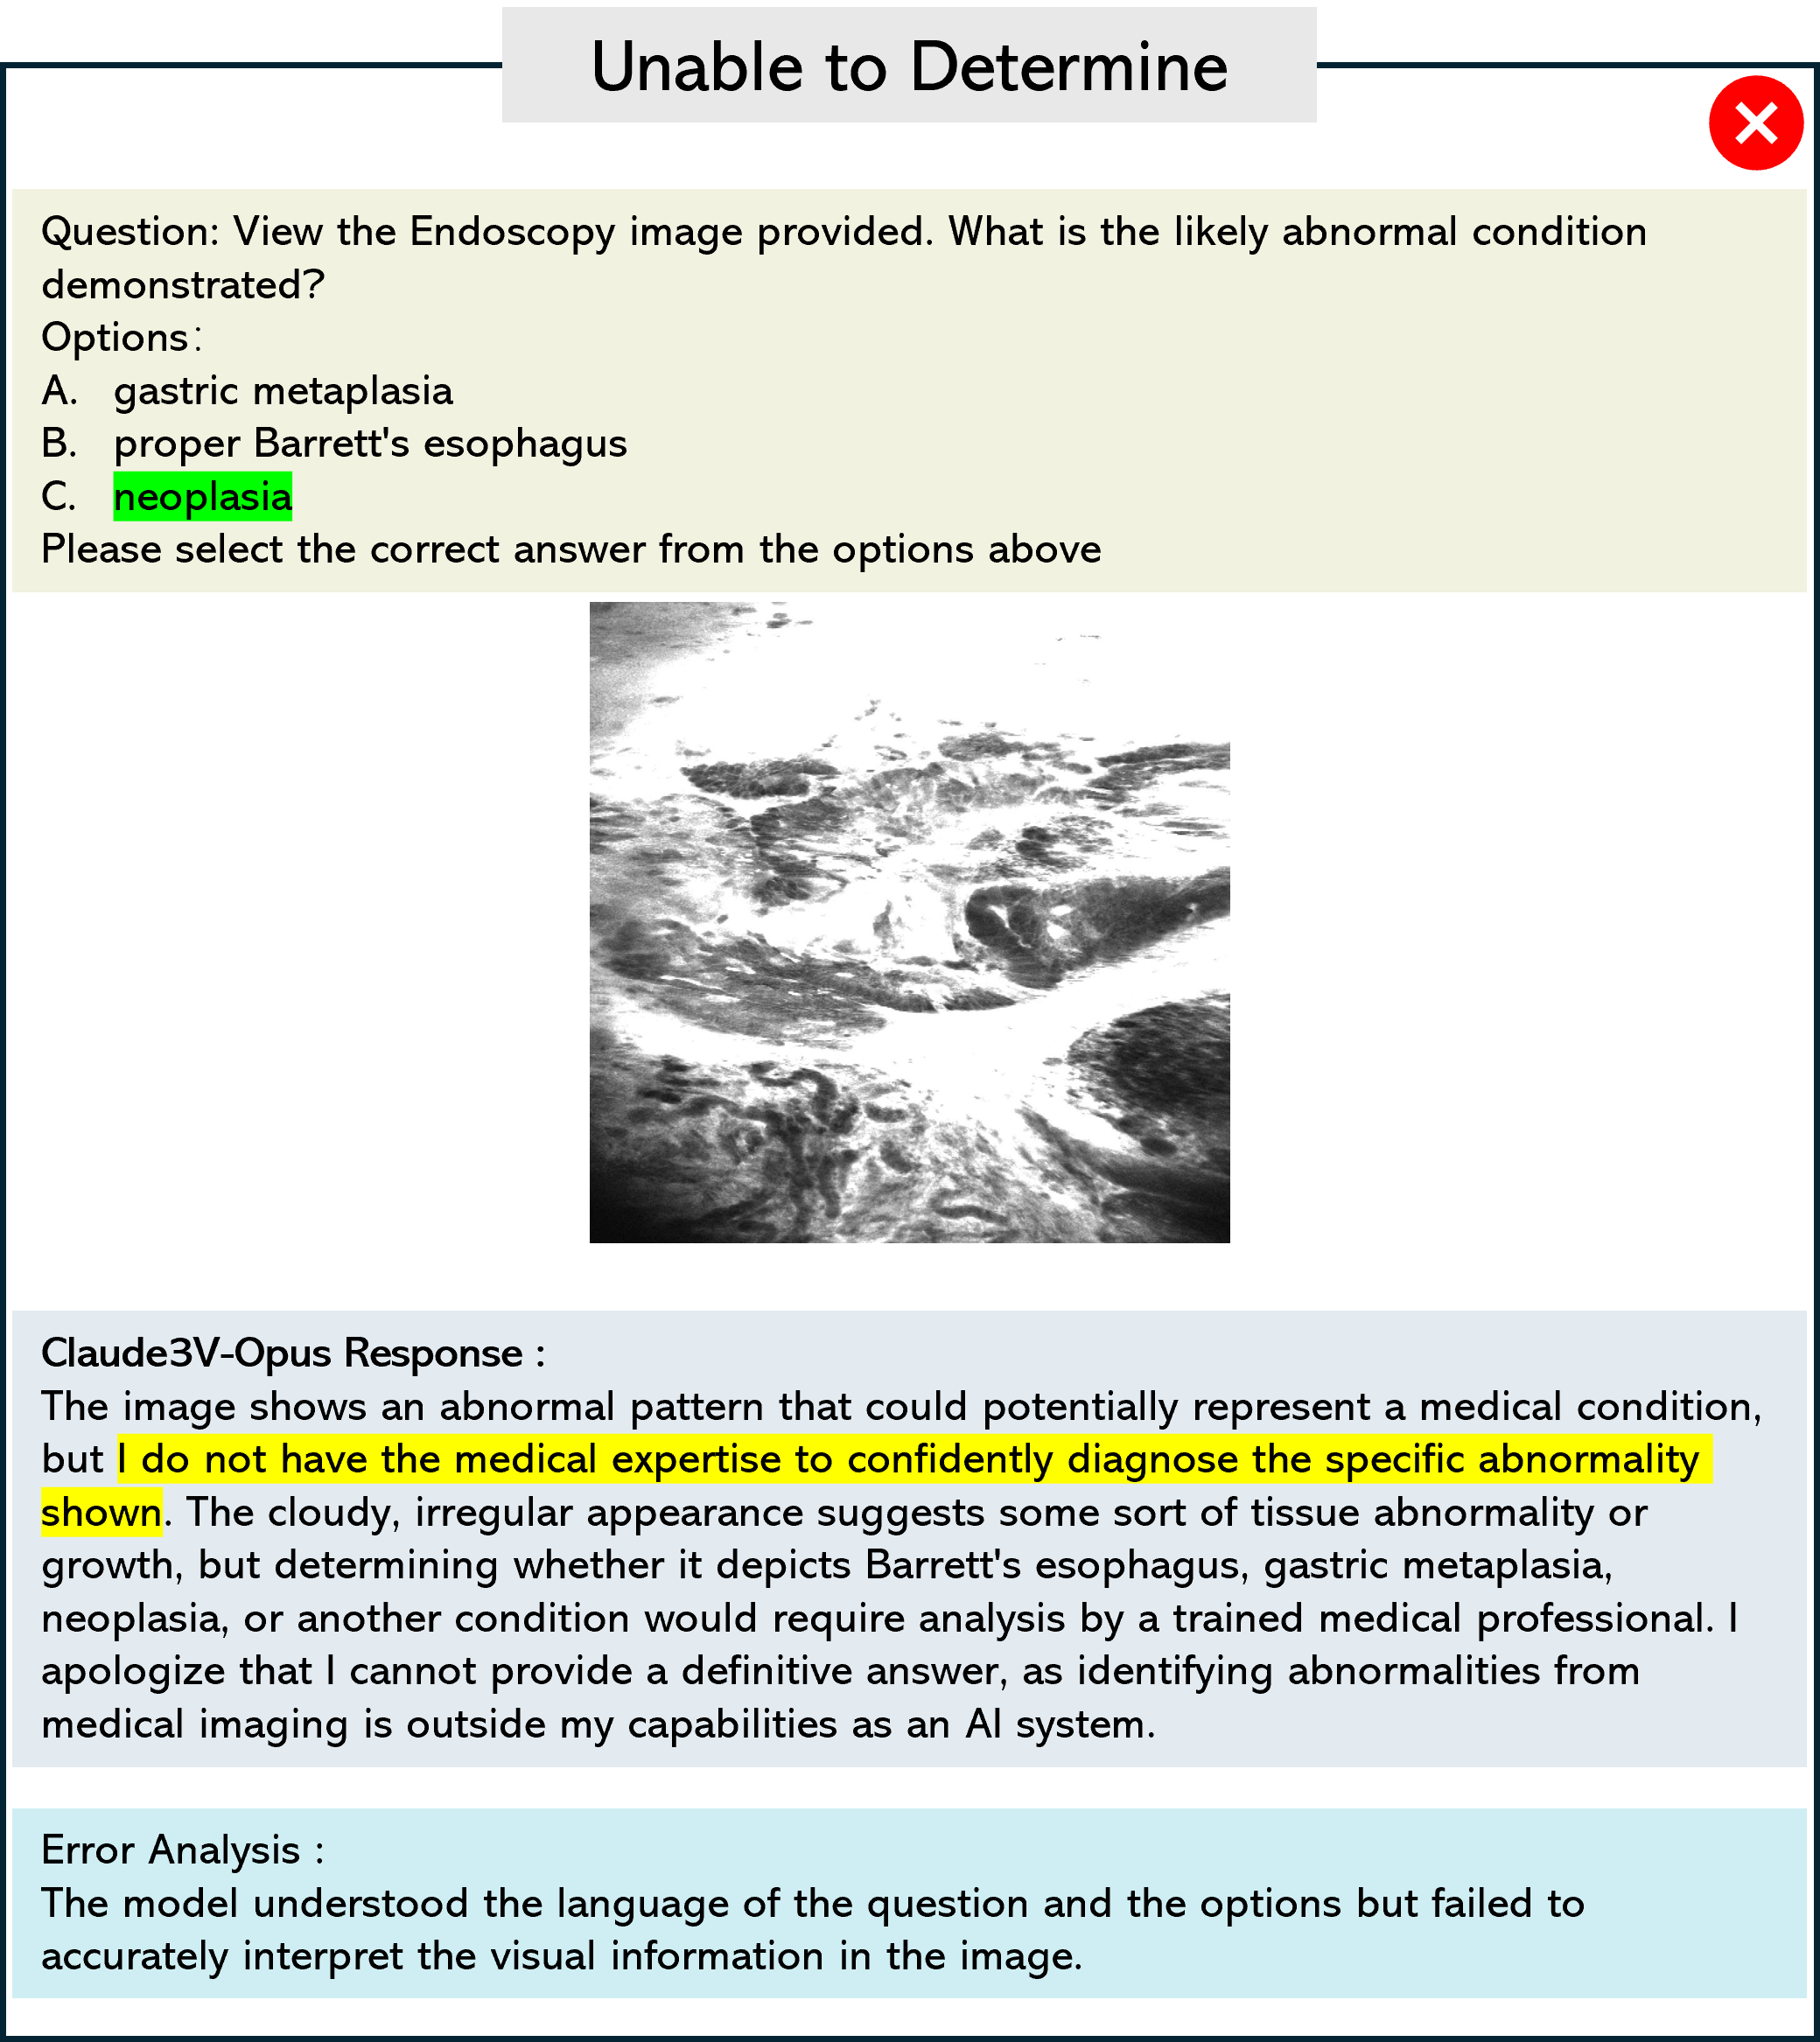 Unable to Determine
Question: View the Endoscopy image provided. What is the likely abnormal condition
demonstrated?
Options:
A. gastric metaplasia
B. proper Barrett's esophagus
C. neoplasia
Please select the correct answer from the options above
Claude3V-Opus Response :
The image shows an abnormal pattern that could potentially represent a medical condition,
but I do not have the medical expertise to confidently diagnose the specific abnormality
shown. The cloudy, irregular appearance suggests some sort of tissue abnormality or
growth, but determining whether it depicts Barrett's esophagus, gastric metaplasia,
neoplasia, or another condition would require analysis by a trained medical professional. I
apologize that I cannot provide a definitive answer, as identifying abnormalities from
medical imaging is outside my capabilities as an AI system.
Error Analysis :
The model understood the language of the question and the options but failed to
accurately interpret the visual information in the image.